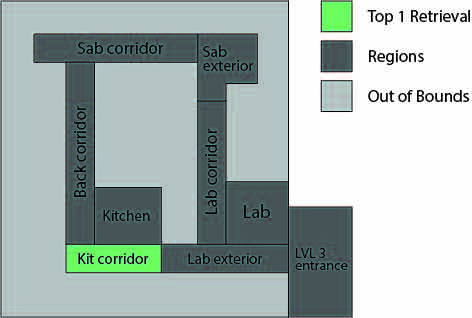 Sab corridor
Sab
exterior
Back corridor
Lab corridor
Kitchen
Lab
Kit corridor
Lab exterior
LVL 3
entrance
Top 1 Retrieval
Regions
Out of Bounds